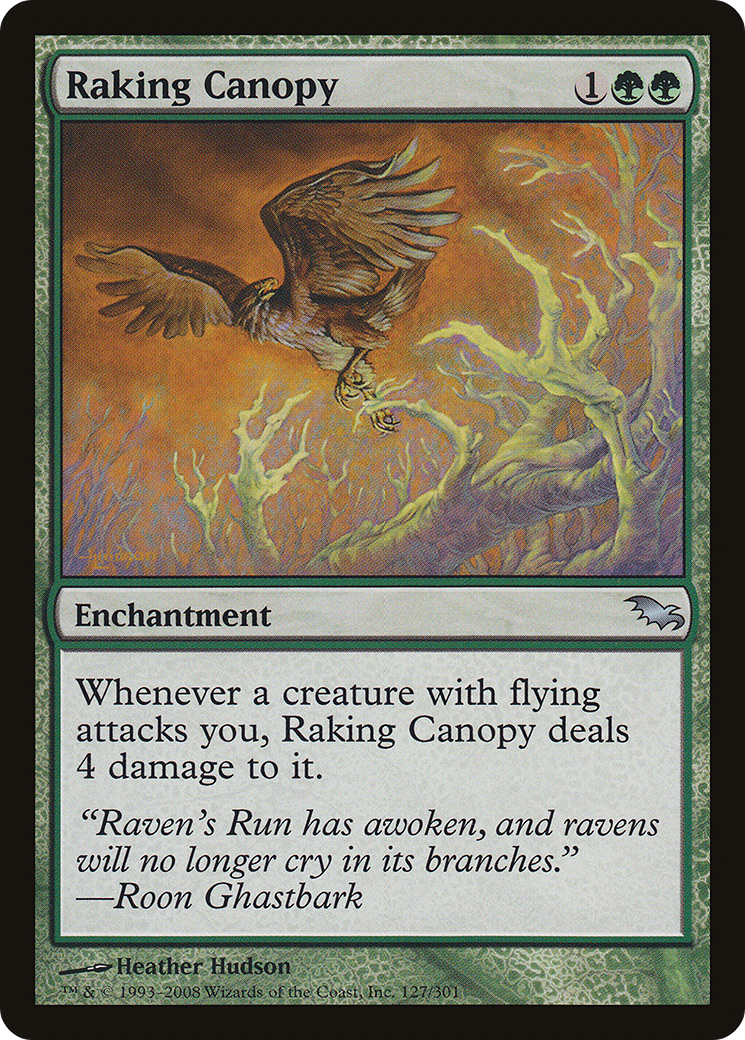 Raking Canopy 1
Enchantment
Whenever a creature with flying
attacks you, Raking Canopy deals
4 damage to it.
“Raven’s Run has awoken, and ravens
will no longer cry in its branches.”
—Roon Ghastbark
Heather Hudson
™ & © 1993–2008 Wizards of the Coast, Inc. 127/301